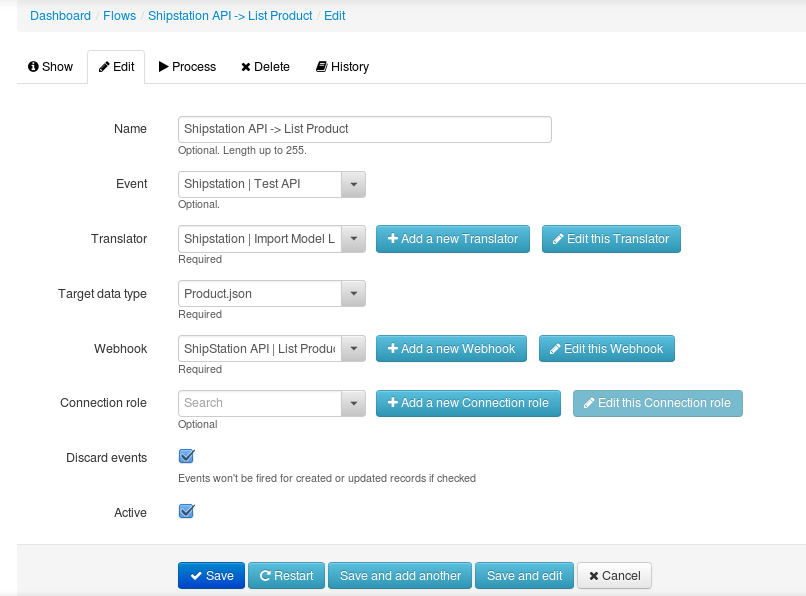 Dashboard / Flows / Shipstation API -> List Product / Edit
Show Edit Process Delete History
Name Shipstation API -> List Product
Optional. Length up to 255.
Event Shipstation | Test API
Optional.
Translator Shipstation | Import Model L Add a new Translator Edit this Translator
Required
Target data type Product.json
Required
Webhook ShipStation API | List Produc Add a new Webhook Edit this Webhook
Required
Connection role Search Add a new Connection role Edit this Connection role
Optional
Discard events
Events won't be fired for created or updated records if checked
Active
Save Restart Save and add another Save and edit Cancel